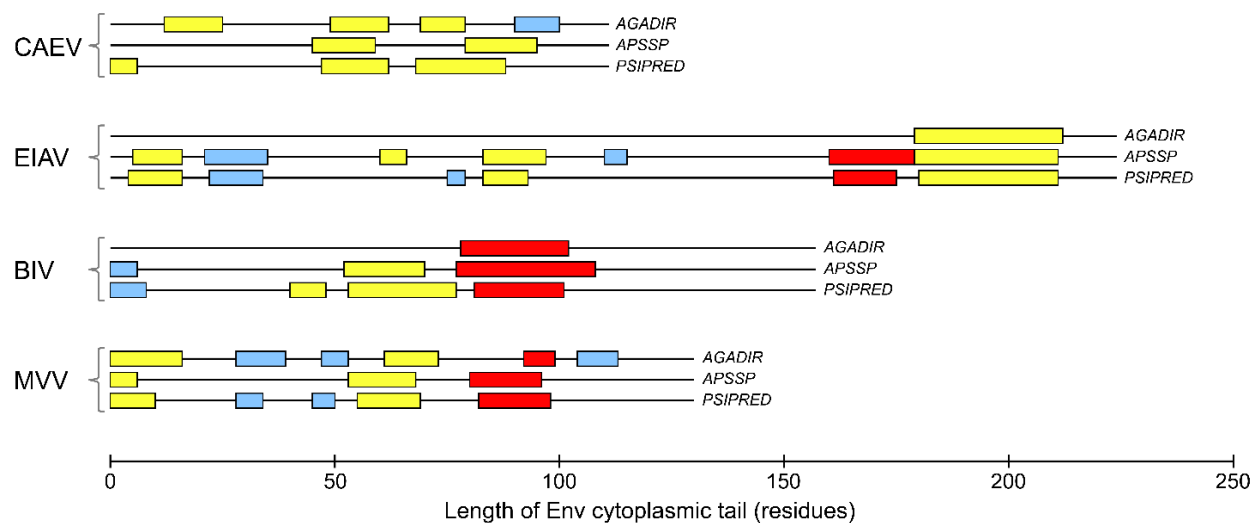 CAEV
AGADIR
APSSP
PSIPRED
EIAV
AGADIR
APSSP
PSIPRED
BIV
AGADIR
APSSP
PSIPRED
MVV
AGADIR
APSSP
PSIPRED
0 50 100 150 200 250
Length of Env cytoplasmic tail (residues)